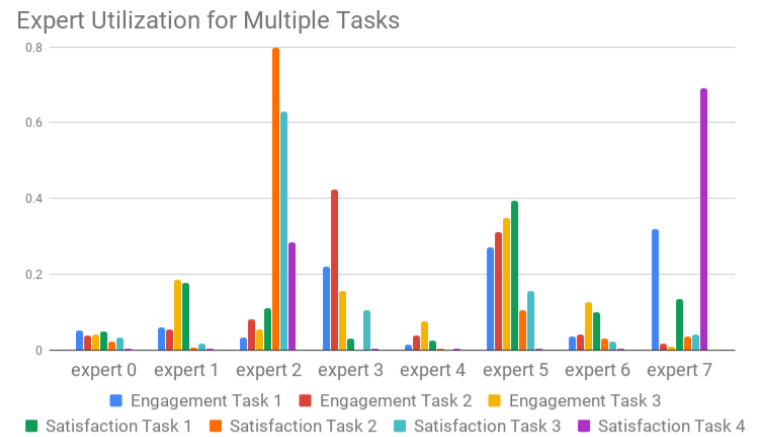 Expert Utilization for Multiple Tasks
0.8
0.6
0.4
0.2
0
expert 0 expert 1 expert 2 expert 3 expert 4 expert 5 expert 6 expert 7
Engagement Task 1 Engagement Task 2 Engagement Task 3
Satisfaction Task 1 Satisfaction Task 2 Satisfaction Task 3 Satisfaction Task 4